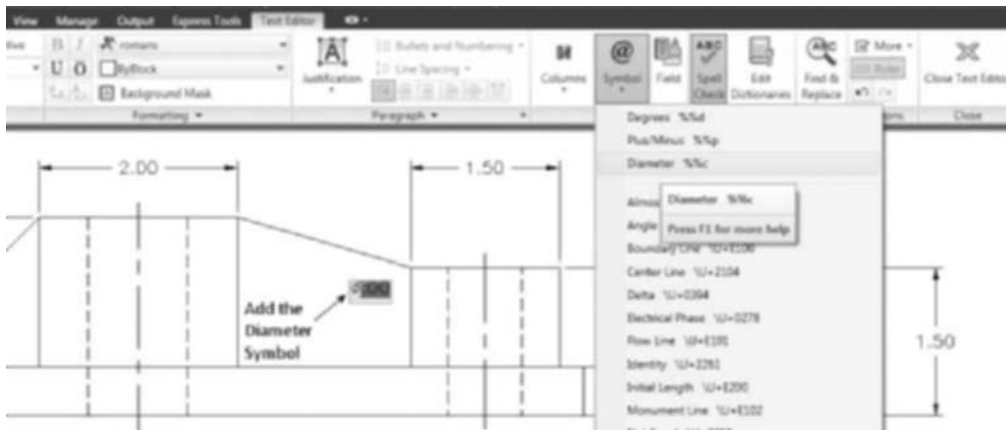 View Manage Output Express Tools Text Editor
B I romans Bullets and Numbering More
U O ByBlock Line Spacing Ruler
Background Mask
Justification Columns Symbol Field Spell Check Edit Dictionaries Find & Replace Close Text Editor
Formatting Paragraph Close
Degrees %%d
Plus/Minus %%p
Diameter %%c
Diameter %%c
Press F1 for more help
Angle
Boundary Line \U+E100
Center Line \U+2104
Delta \U+0394
Electrical Phase \U+0278
Flow Line \U+E101
Identity \U+2261
Initial Length \U+E200
Monument Line \U+E102
2.00
1.50
Add the
Diameter
Symbol
1.50